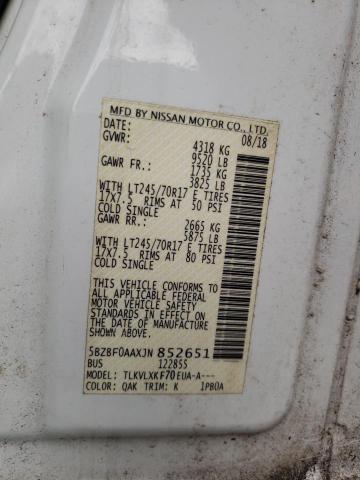 MFD BY NISSAN MOTOR CO., LTD.
DATE: 08/18
GVWR: 4318 KG
9520 LB
GAWR FR.: 1735 KG
3825 LB
WITH LT245/70R17 E TIRES
17X7.5 RIMS AT 50 PSI
COLD SINGLE
GAWR RR.: 2665 KG
5875 LB
WITH LT245/70R17 E TIRES
17X7.5 RIMS AT 80 PSI
COLD SINGLE
THIS VEHICLE CONFORMS TO ALL
APPLICABLE FEDERAL
MOTOR VEHICLE SAFETY
STANDARDS IN EFFECT ON
THE DATE OF MANUFACTURE
SHOWN ABOVE.
5BZBF0AAXJN 852651
BUS 122855
MODEL: TLKVLXKF70EUA-A---
COLOR: QAK TRIM: K 1PBOA